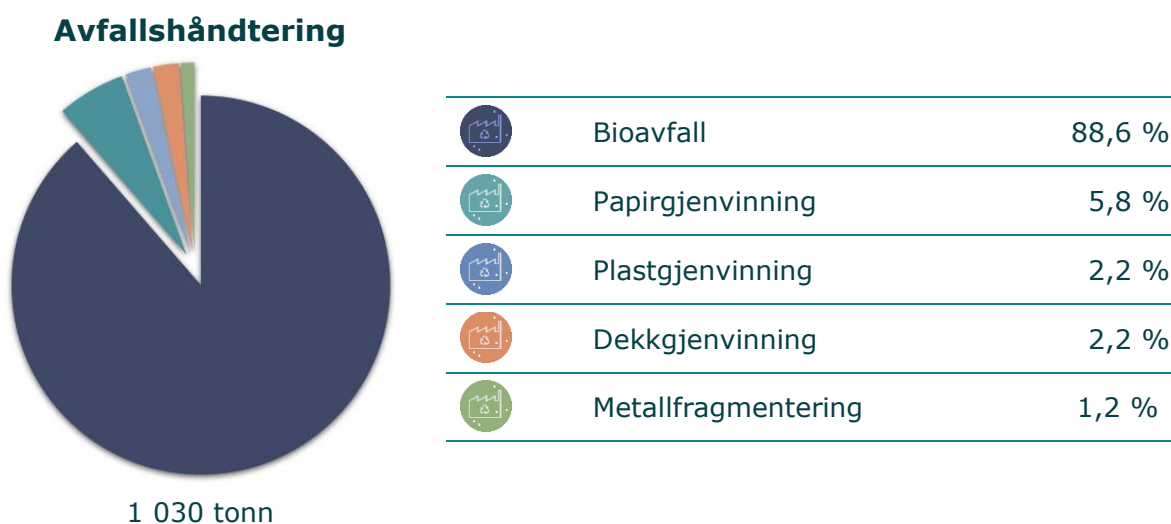 Avfallshåndtering
Bioavfall 88,6 %
Papirgjenvinning 5,8 %
Plastgjenvinning 2,2 %
Dekkgjenvinning 2,2 %
Metallfragmentering 1,2 %
1 030 tonn